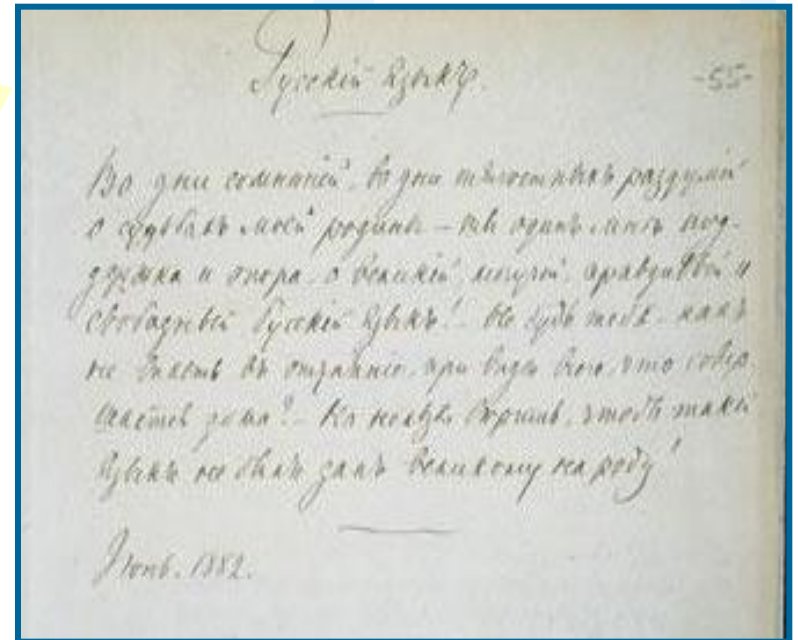 Русскій Языкъ.
-55-
Во дни сомнѣній, во дни тягостныхъ раздумій
о судьбахъ моей родины – ты одинъ мнѣ под-
держка и опора, о великій, могучій, правдивый и
свободный Русскій Языкъ! – Не будь тебя – какъ
не впасть въ отчаяніе, при видѣ всего, что совер-
шается дома? – Но нельзя вѣрить, чтобъ такой
Языкъ не былъ данъ великому народу!
Іюнь. 1882.